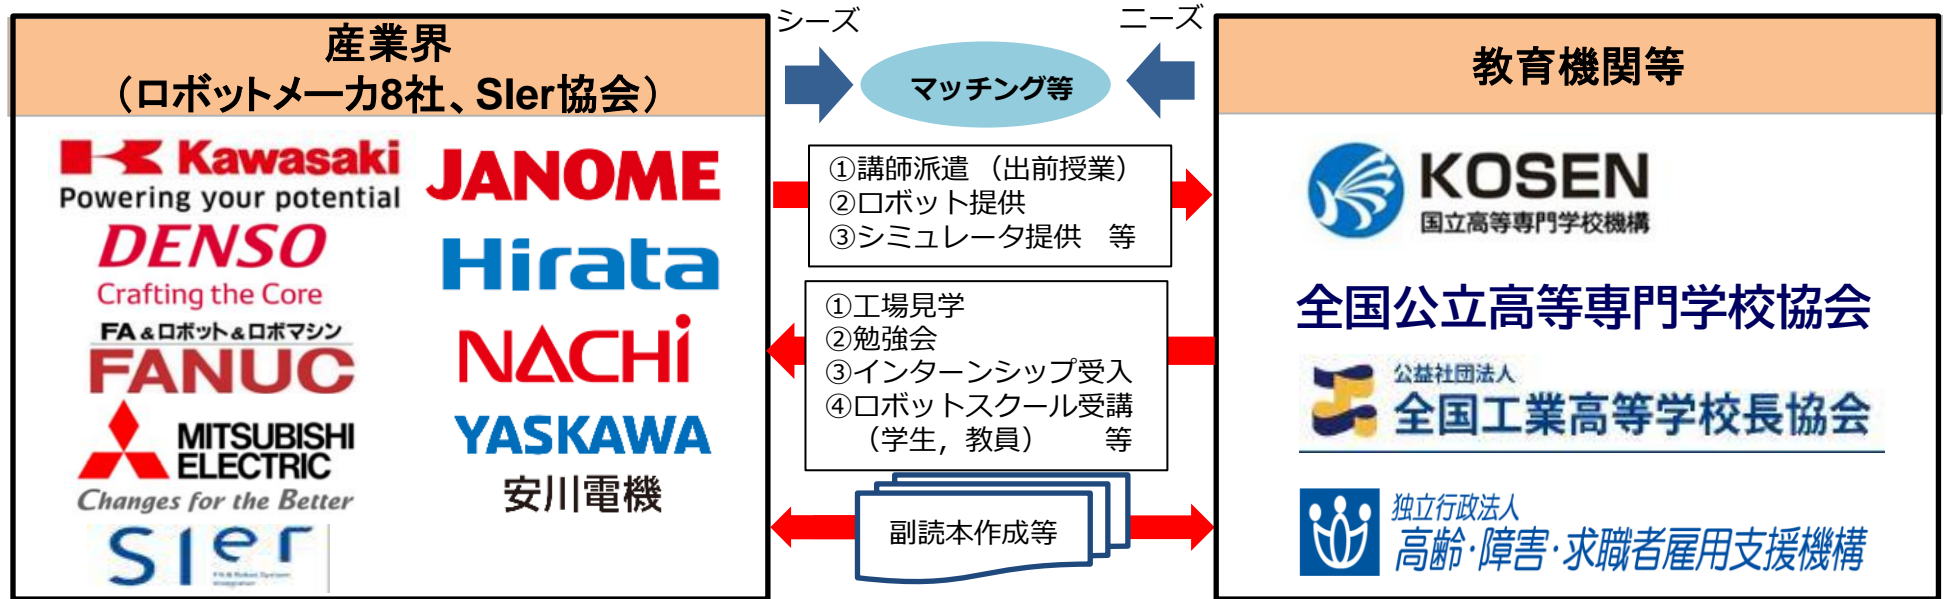 産業界
（ロボットメーカ8社、SIer協会）
Kawasaki
Powering your potential
DENSO
Crafting the Core
FA＆ロボット＆ロボマシン
FANUC
MITSUBISHI
ELECTRIC
Changes for the Better
SIer
JANOME
Hirata
NACHi
YASKAWA
安川電機
シーズ
ニーズ
マッチング等
①講師派遣 （出前授業）
②ロボット提供
③シミュレータ提供　等
①工場見学
②勉強会
③インターンシップ受入
④ロボットスクール受講
（学生，教員）　　等
副読本作成等
教育機関等
KOSEN
国立高等専門学校機構
全国公立高等専門学校協会
公益社団法人
全国工業高等学校長協会
独立行政法人
高齢・障害・求職者雇用支援機構